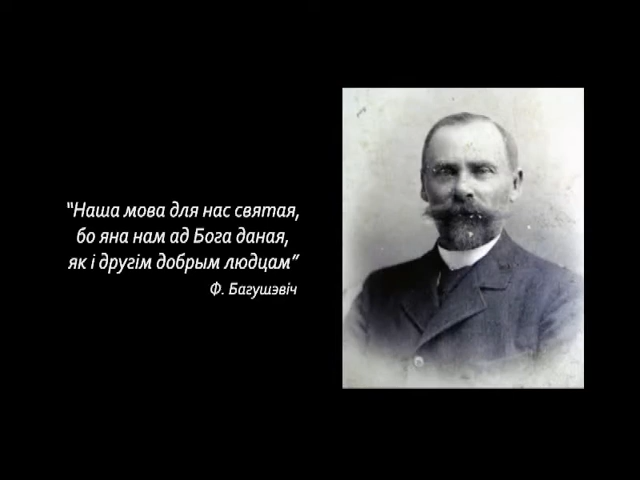 "Наша мова для нас святая,
бо яна нам ад Бога даная,
як і другім добрым людцам"
Ф. Багушэвіч